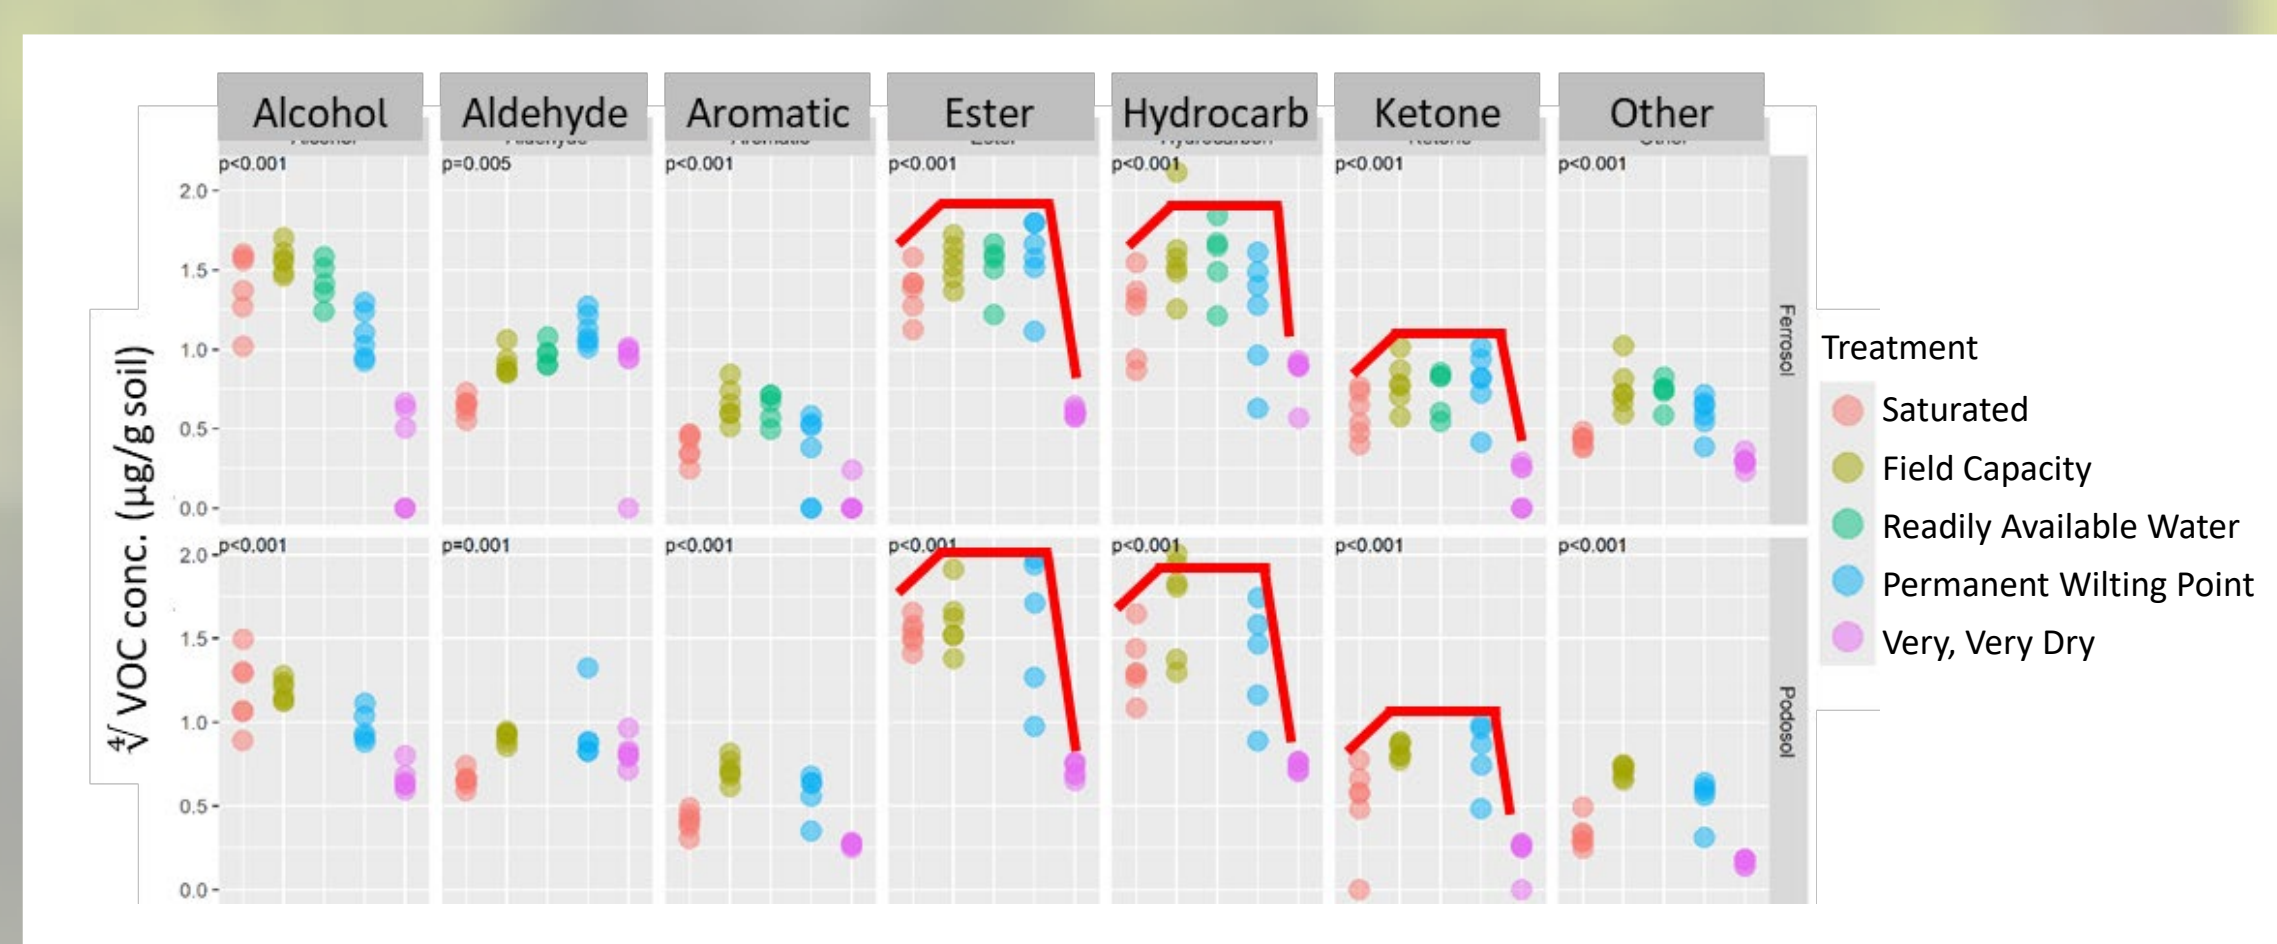 Alcohol Aldehyde Aromatic Ester Hydrocarb Ketone Other
p<0.001 p=0.005 p<0.001 p<0.001 p<0.001 p<0.001 p<0.001
2.0
1.5
1.0
0.5
0.0
Ferrosol
p<0.001 p=0.001 p<0.001 p<0.001 p<0.001 p<0.001 p<0.001
2.0
1.5
1.0
0.5
0.0
Podosol
∜ VOC conc. (µg/g soil)
Treatment
Saturated
Field Capacity
Readily Available Water
Permanent Wilting Point
Very, Very Dry